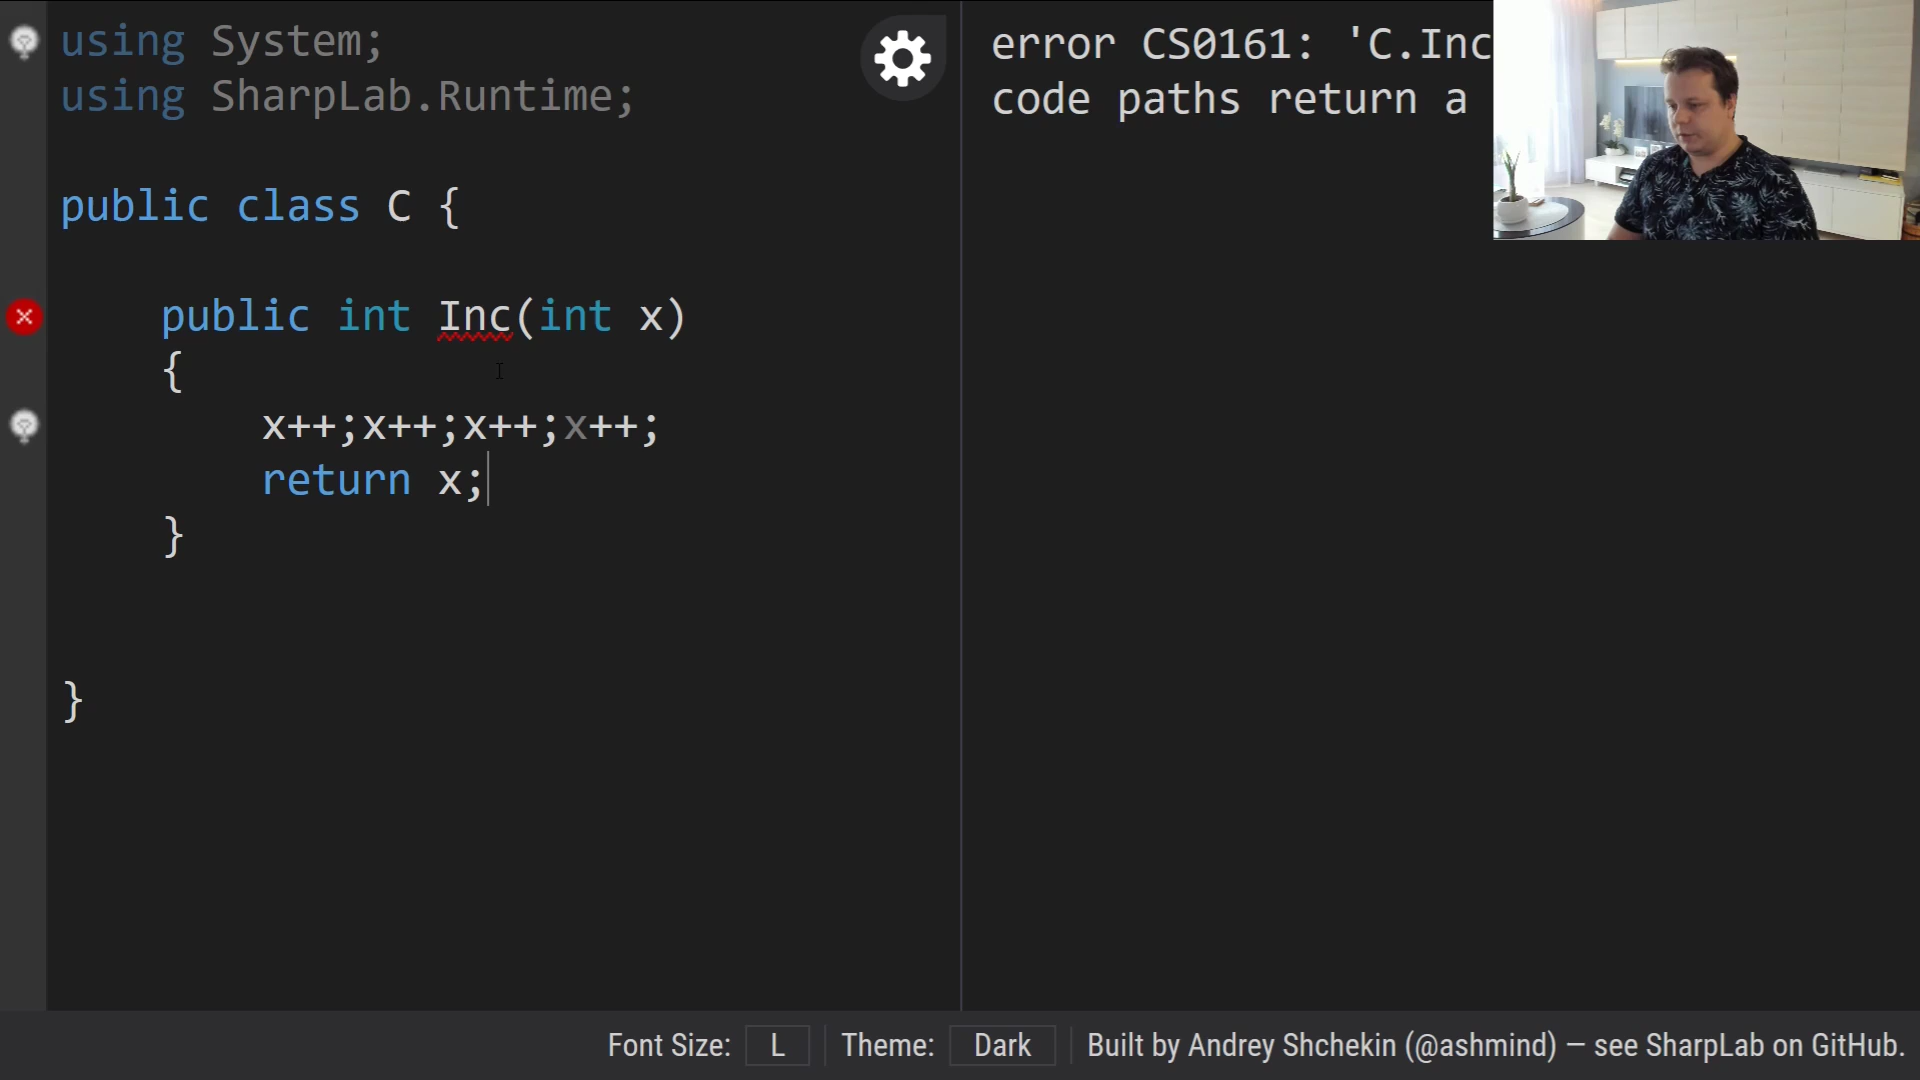 using System;
using SharpLab.Runtime;
public class C {
public int Inc(int x)
{
x++;x++;x++;x++;
return x;
}
}
error CS0161: 'C.Inc
code paths return a
Font Size: L Theme: Dark Built by Andrey Shchekin (@ashmind) — see SharpLab on GitHub.